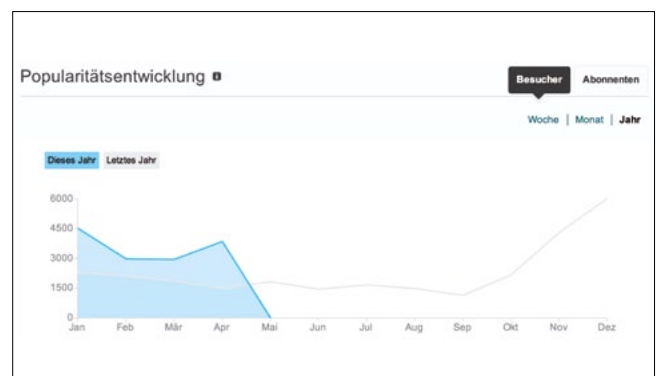 Popularitätsentwicklung
Besucher Abonnenten
Woche | Monat | Jahr
Dieses Jahr Letztes Jahr
6000
4500
3000
1500
0
Jan Feb Mär Apr Mai Jun Jul Aug Sep Okt Nov Dez